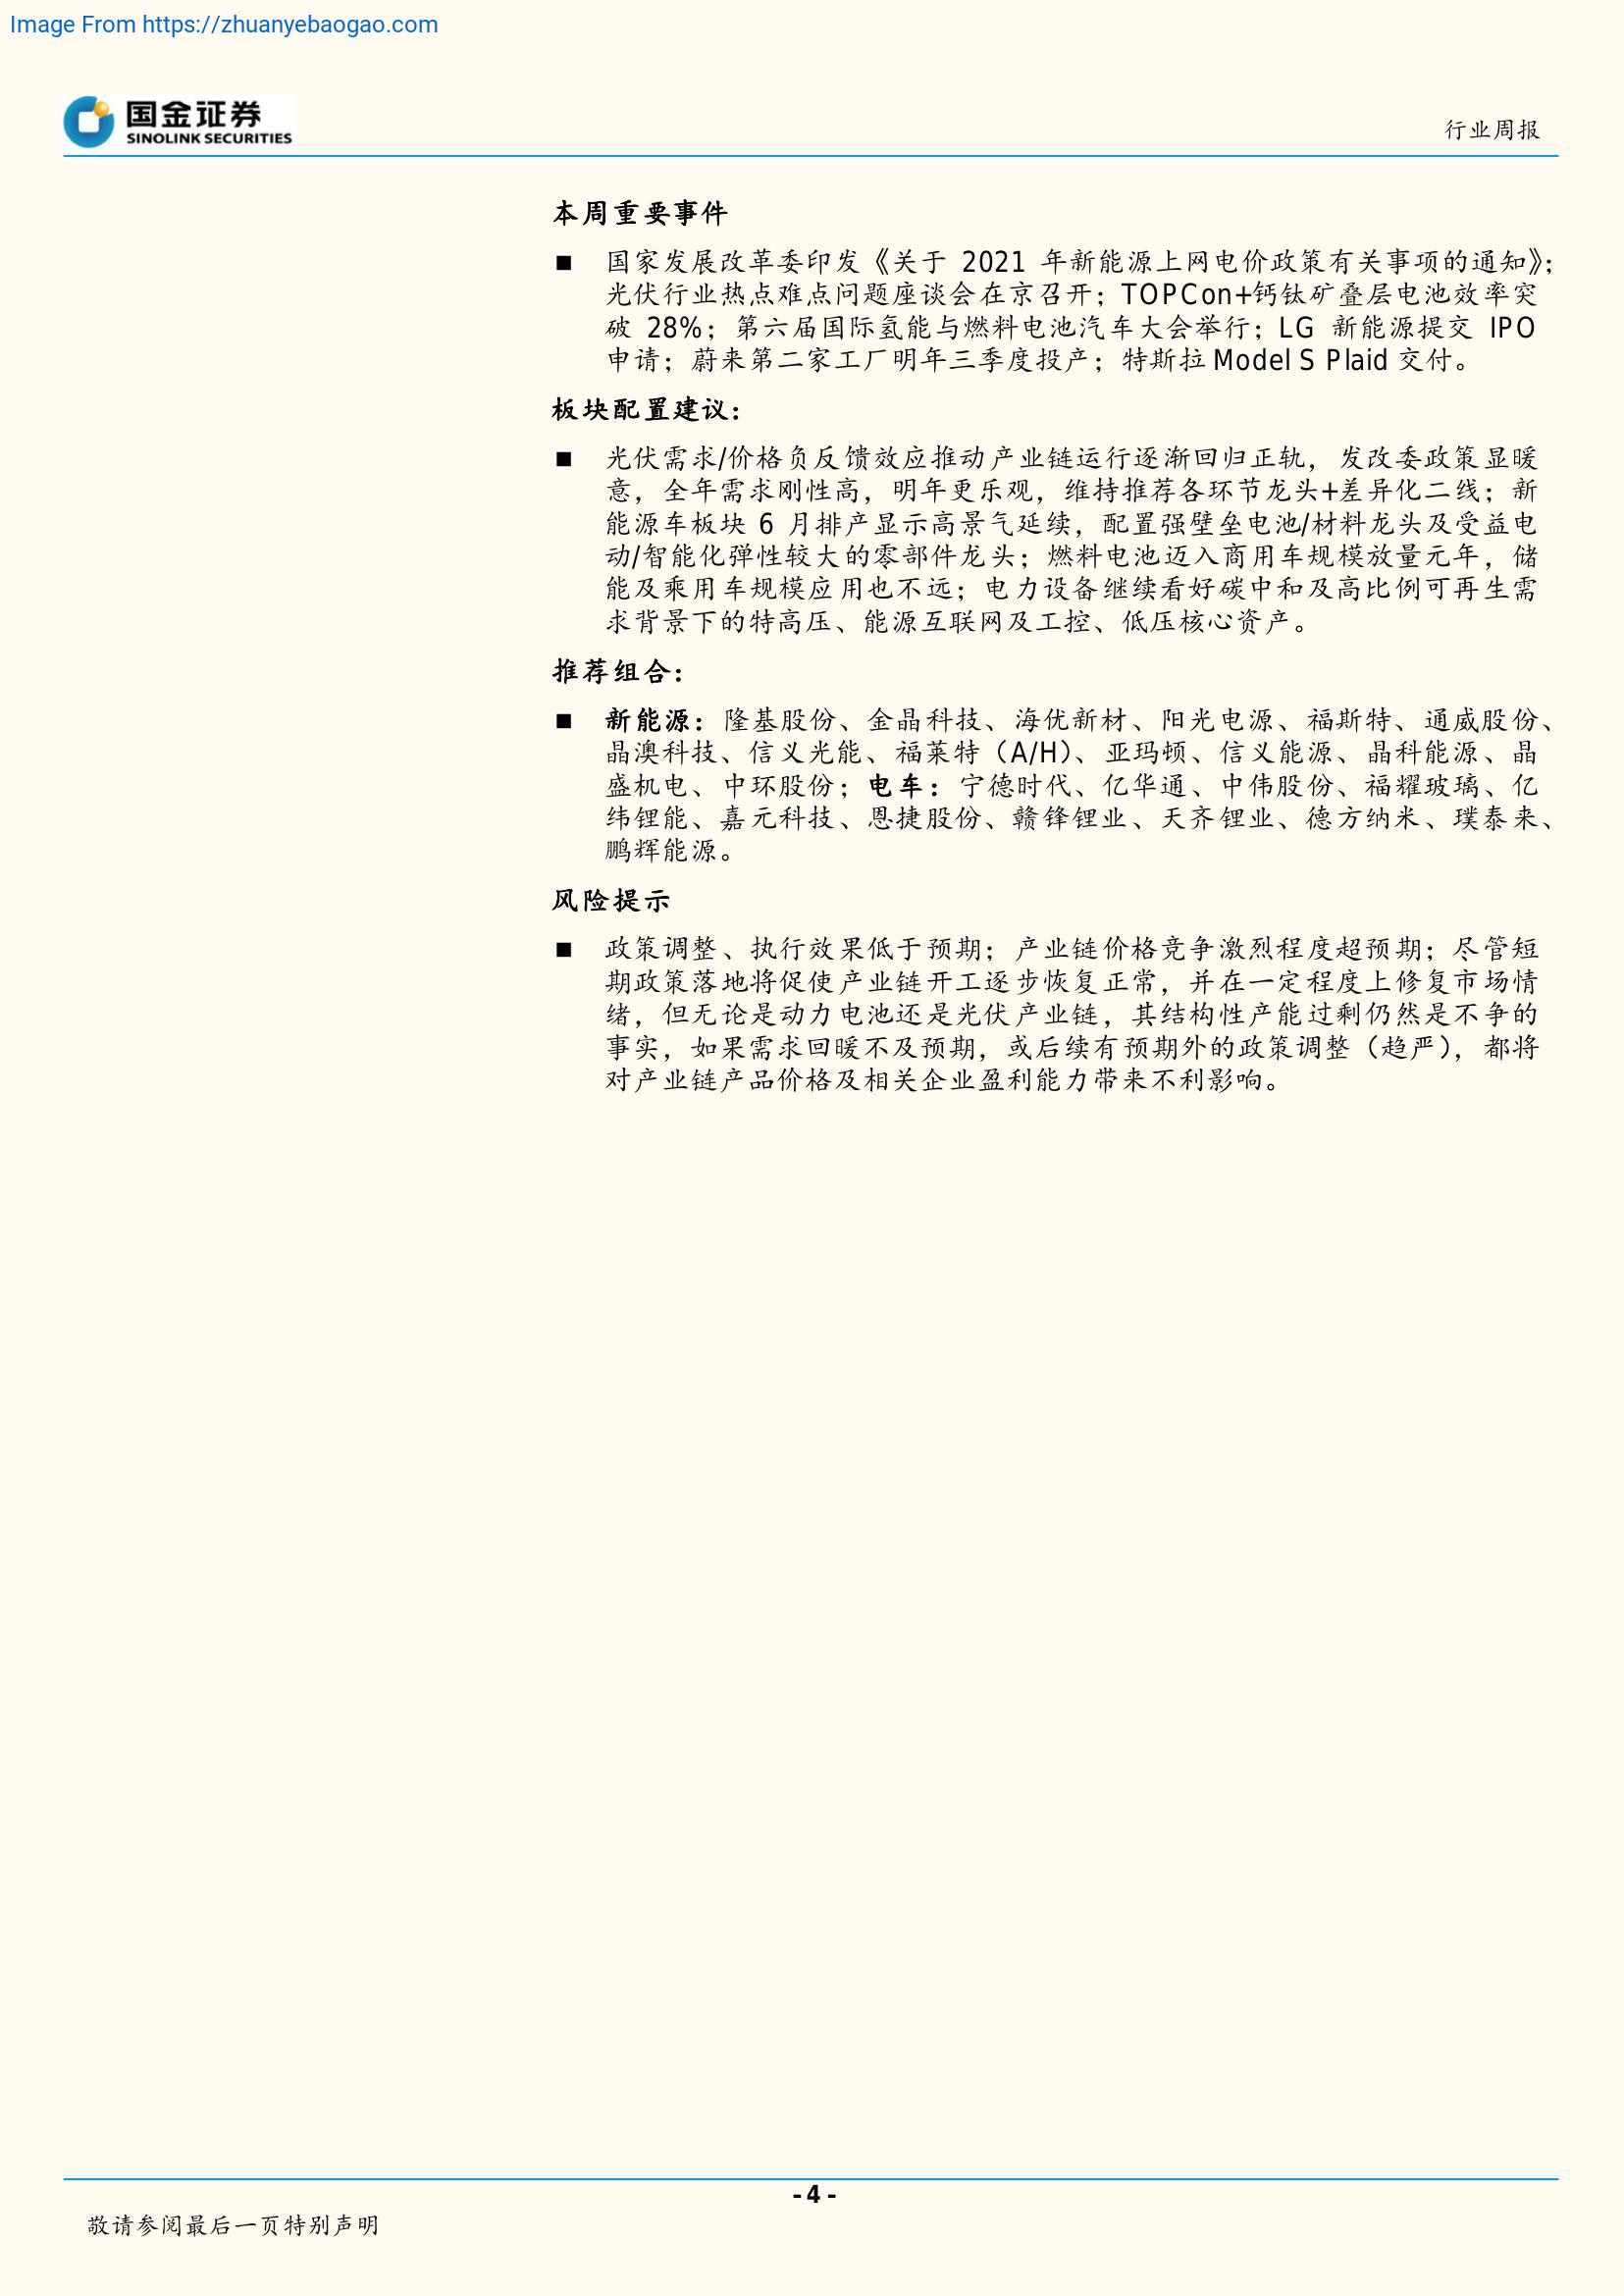 Image From https://zhuanyebaogao.com
国金证券
SINOLINK SECURITIES
行业周报
本周重要事件
■ 国家发展改革委印发《关于 2021 年新能源上网电价政策有关事项的通知》；
光伏行业热点难点问题座谈会在京召开；TOPCon+钙钛矿叠层电池效率突
破 28%；第六届国际氢能与燃料电池汽车大会举行；LG 新能源提交 IPO
申请；蔚来第二家工厂明年三季度投产；特斯拉 Model S Plaid 交付。
板块配置建议：
■ 光伏需求/价格负反馈效应推动产业链运行逐渐回归正轨，发改委政策显暖
意，全年需求刚性高，明年更乐观，维持推荐各环节龙头+差异化二线；新
能源车板块 6 月排产显示高景气延续，配置强壁垒电池/材料龙头及受益电
动/智能化弹性较大的零部件龙头；燃料电池迈入商用车规模放量元年，储
能及乘用车规模应用也不远；电力设备继续看好碳中和及高比例可再生需
求背景下的特高压、能源互联网及工控、低压核心资产。
推荐组合：
■ 新能源：隆基股份、金晶科技、海优新材、阳光电源、福斯特、通威股份、
晶澳科技、信义光能、福莱特（A/H）、亚玛顿、信义能源、晶科能源、晶
盛机电、中环股份；电车：宁德时代、亿华通、中伟股份、福耀玻璃、亿
纬锂能、嘉元科技、恩捷股份、赣锋锂业、天齐锂业、德方纳米、璞泰来、
鹏辉能源。
风险提示
■ 政策调整、执行效果低于预期；产业链价格竞争激烈程度超预期；尽管短
期政策落地将促使产业链开工逐步恢复正常，并在一定程度上修复市场情
绪，但无论是动力电池还是光伏产业链，其结构性产能过剩仍然是不争的
事实，如果需求回暖不及预期，或后续有预期外的政策调整（趋严），都将
对产业链产品价格及相关企业盈利能力带来不利影响。
- 4 -
敬请参阅最后一页特别声明